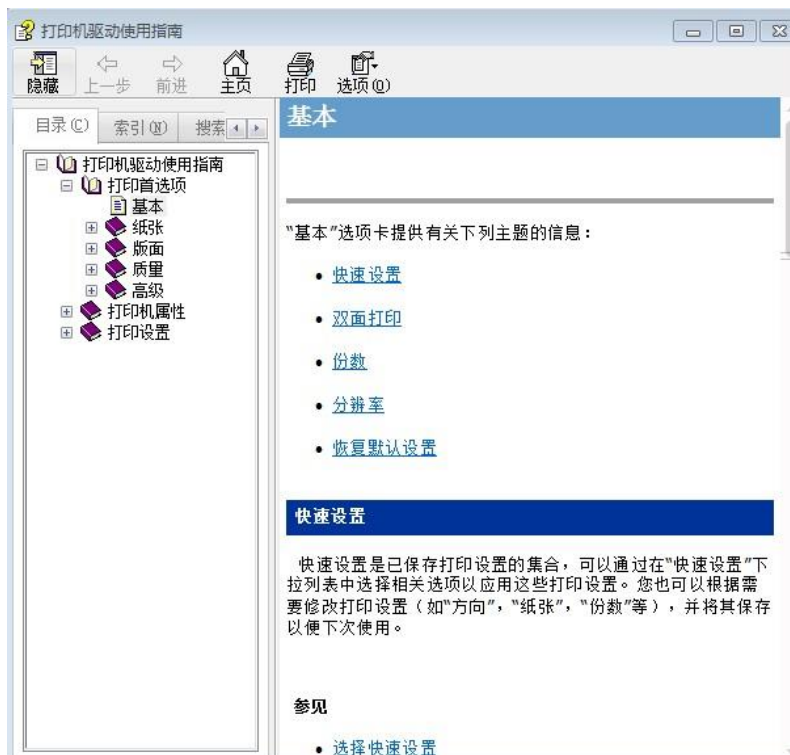 打印机驱动使用指南
隐藏 上一步 前进 主页 打印 选项(O)
目录(C) 索引(N) 搜索
打印机驱动使用指南
打印首选项
基本
纸张
版面
质量
高级
打印机属性
打印设置
基本
“基本”选项卡提供有关下列主题的信息：
• 快速设置
• 双面打印
• 份数
• 分辨率
• 恢复默认设置
快速设置
快速设置是已保存打印设置的集合，可以通过在“快速设置”下
拉列表中选择相关选项以应用这些打印设置。您也可以根据需
要修改打印设置（如“方向”，“纸张”，“份数”等），并将其保存
以便下次使用。
参见
• 选择快速设置